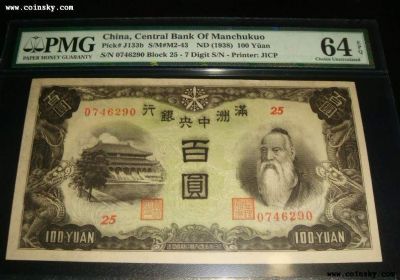 www.coinsky.com
PMG
PAPER MONEY GUARANTY
China, Central Bank Of Manchukuo
Pick# J133b S/M#M2-43 ND (1938) 100 Yüan
S/N 0746290 Block 25 - 7 Digit S/N - Printer: JICP
64 EPQ
Choice Uncirculated
行銀央中洲滿
0746290
25
百圓
25
0746290
100 YUAN
100 YUAN
www.coinsky.com